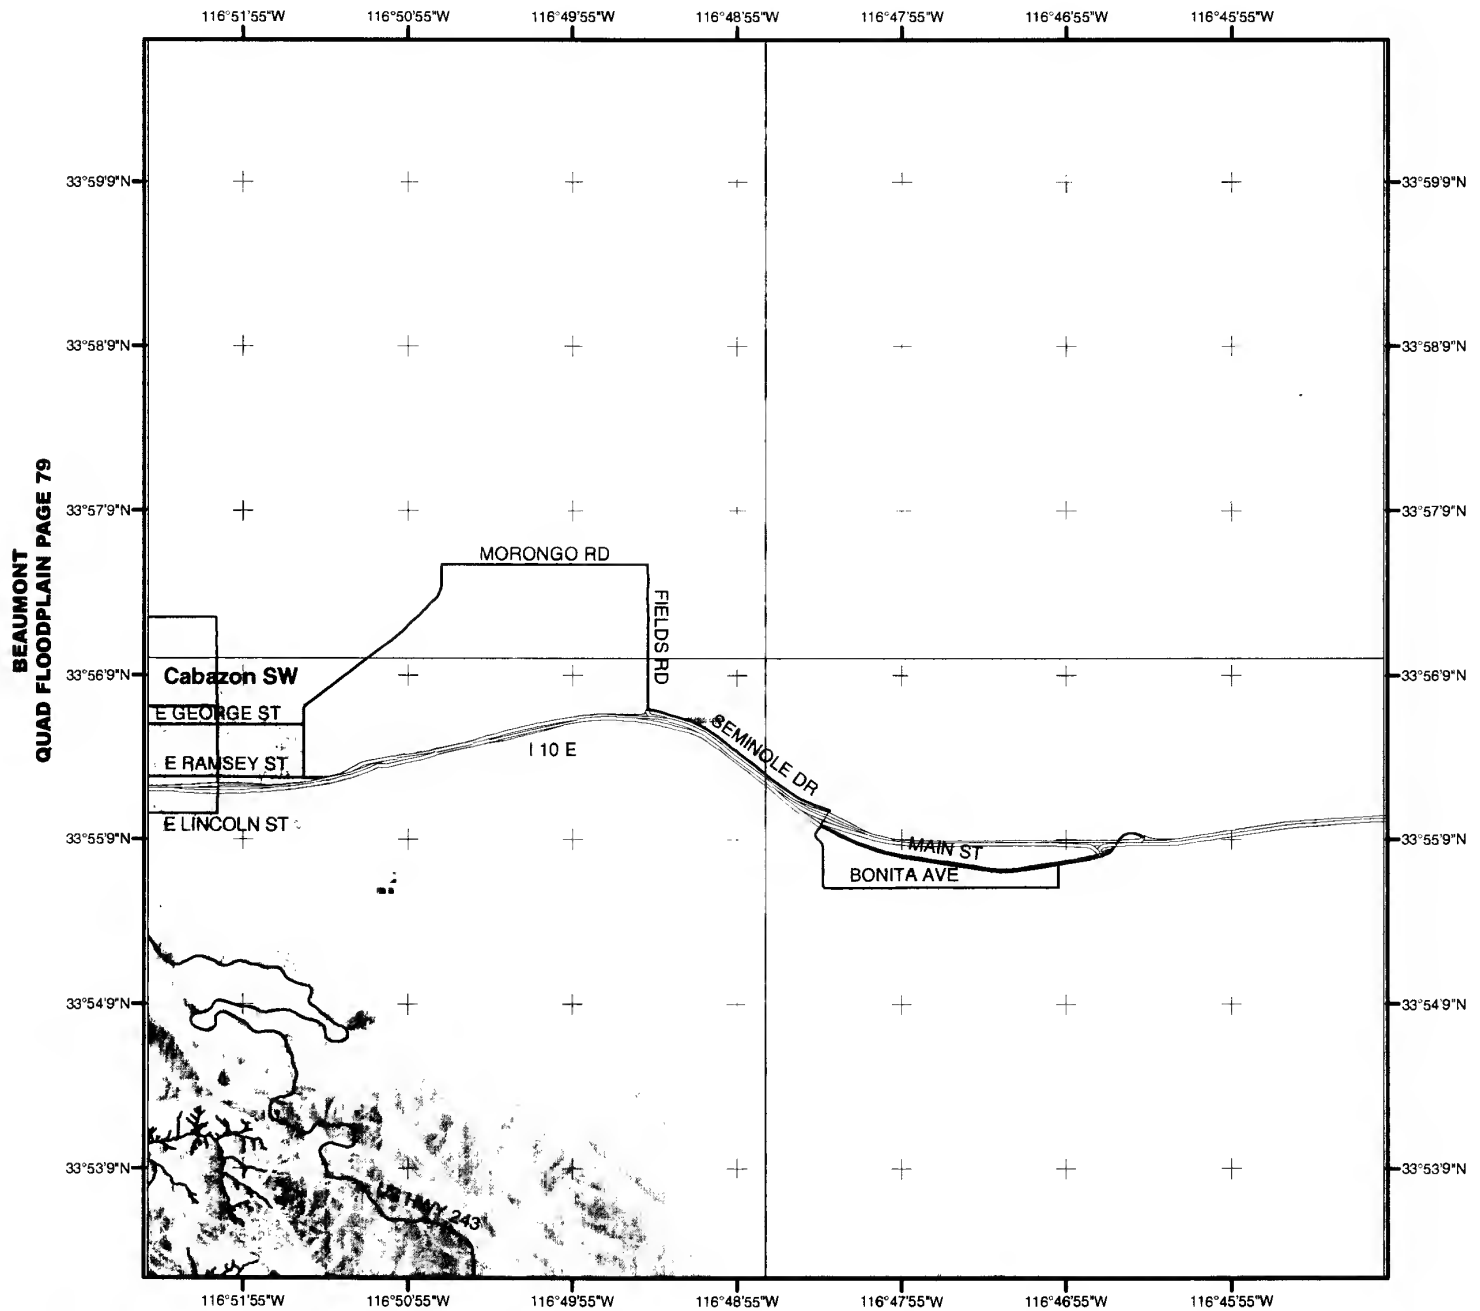 116°51'55"W 116°50'55"W 116°49'55"W 116°48'55"W 116°47'55"W 116°46'55"W 116°45'55"W
33°59'9"N 33°59'9"N
33°58'9"N 33°58'9"N
BEAUMONT
QUAD FLOODPLAIN PAGE 79
33°57'9"N 33°57'9"N
MORONGO RD
FIELDS RD
33°56'9"N 33°56'9"N
Cabazon SW
E GEORGE ST
SEMINOLE DR
I 10 E
E RAMSEY ST
E LINCOLN ST
33°55'9"N 33°55'9"N
MAIN ST
BONITA AVE
33°54'9"N 33°54'9"N
33°53'9"N 33°53'9"N
US HWY 243
116°51'55"W 116°50'55"W 116°49'55"W 116°48'55"W 116°47'55"W 116°46'55"W 116°45'55"W